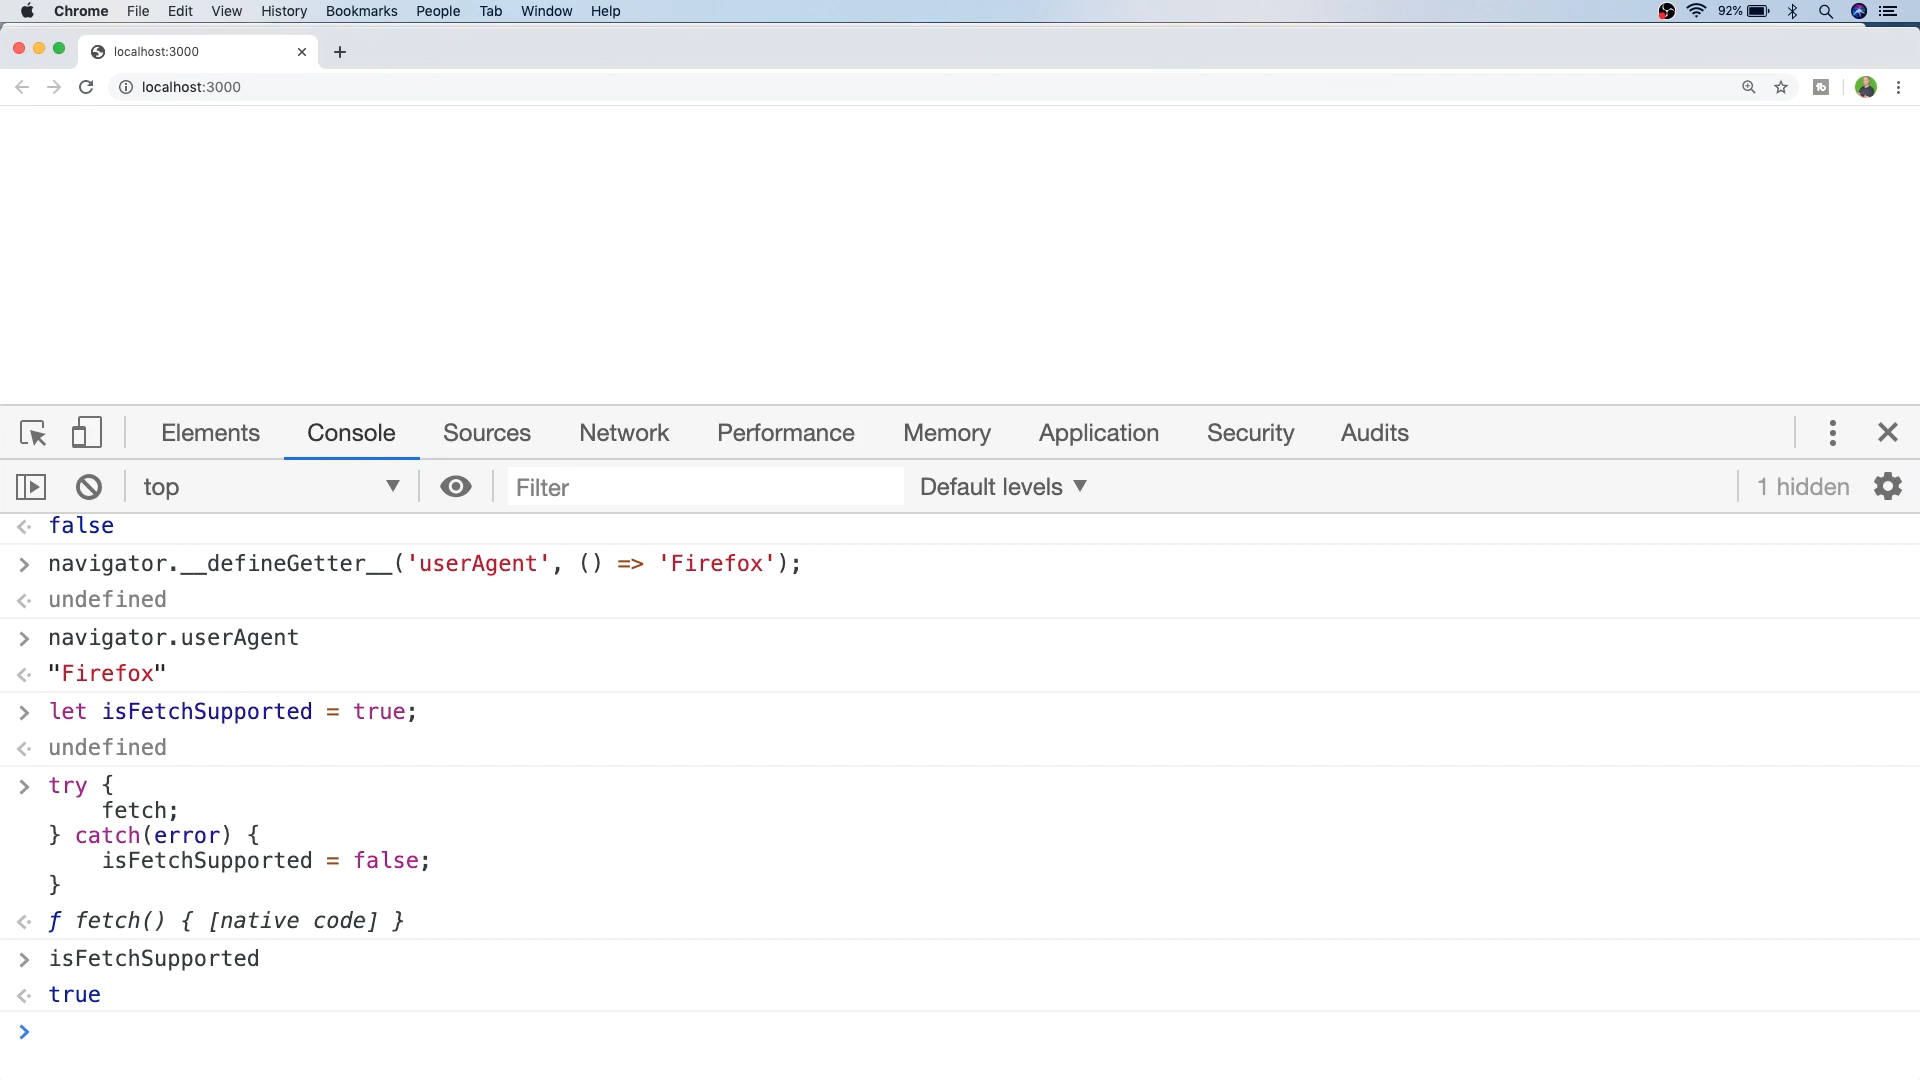 Chrome File Edit View History Bookmarks People Tab Window Help 92%
localhost:3000
localhost:3000
Elements Console Sources Network Performance Memory Application Security Audits
top Filter Default levels 1 hidden
false
navigator.__defineGetter__('userAgent', () => 'Firefox');
undefined
navigator.userAgent
"Firefox"
let isFetchSupported = true;
undefined
try {
fetch;
} catch(error) {
isFetchSupported = false;
}
ƒ fetch() { [native code] }
isFetchSupported
true